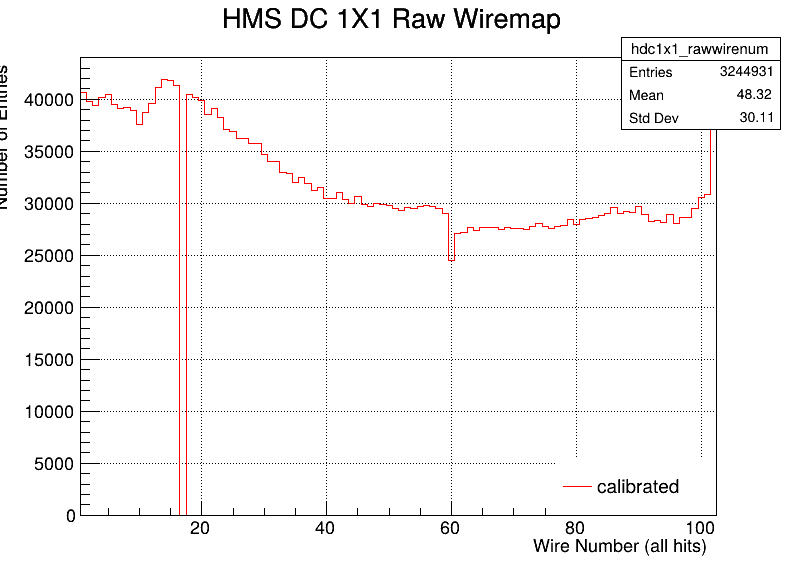 HMS DC 1X1 Raw Wiremap
hdc1x1_rawwirenum
Entries 3244931
Mean 48.32
Std Dev 30.11
Number of Entries
40000
35000
30000
25000
20000
15000
10000
5000
0
calibrated
20 40 60 80 100
Wire Number (all hits)